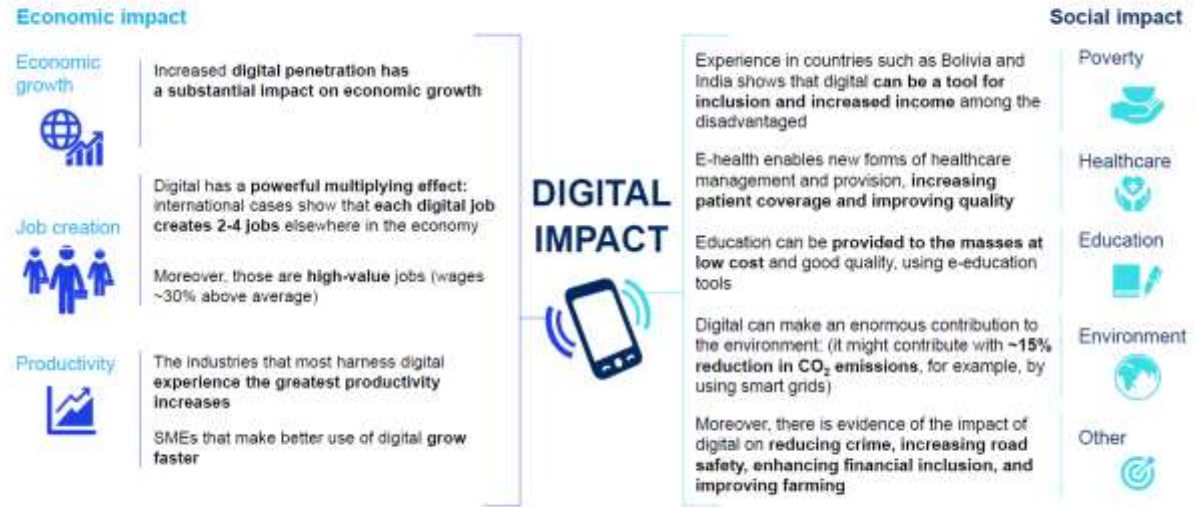 Economic impact
Economic
growth
Increased digital penetration has
a substantial impact on economic growth
Job creation
Digital has a powerful multiplying effect:
international cases show that each digital job
creates 2-4 jobs elsewhere in the economy
Moreover, those are high-value jobs (wages
~30% above average)
Productivity
The industries that most harness digital
experience the greatest productivity
increases
SMEs that make better use of digital grow
faster
DIGITAL
IMPACT
Social impact
Experience in countries such as Bolivia and
India shows that digital can be a tool for
inclusion and increased income among the
disadvantaged
Poverty
E-health enables new forms of healthcare
management and provision, increasing
patient coverage and improving quality
Healthcare
Education can be provided to the masses at
low cost and good quality, using e-education
tools
Education
Digital can make an enormous contribution to
the environment: (it might contribute with ~15%
reduction in CO2 emissions, for example, by
using smart grids)
Environment
Moreover, there is evidence of the impact of
digital on reducing crime, increasing road
safety, enhancing financial inclusion, and
improving farming
Other